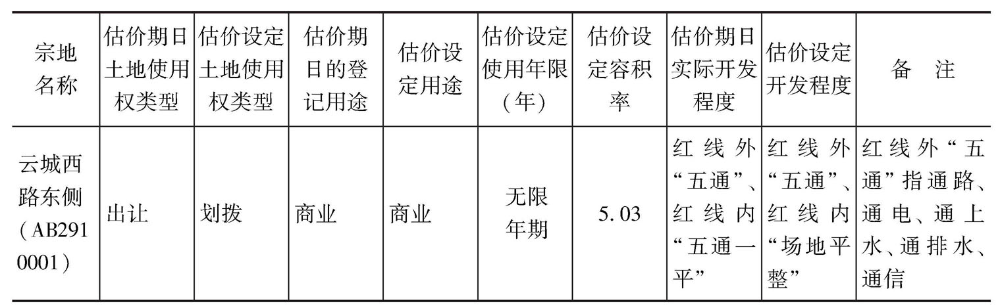 宗地
名称
估价期日
土地使用
权类型
估价设定
土地使用
权类型
估价期
日的登
记用途
估价设
定用途
估价设定
使用年限
(年)
估价设
定容积
率
估价期日
实际开发
程度
估价设定
开发程度
备 注
云城西
路东侧
(AB291
0001)
出让
划拨
商业
商业
无限
年期
5.03
红线外
“五通”、
红线内
“五通一
平”
红线外
“五通”、
红线内
“场地平
整”
红线外“五
通”指通路、
通电、通上
水、通排水、
通信